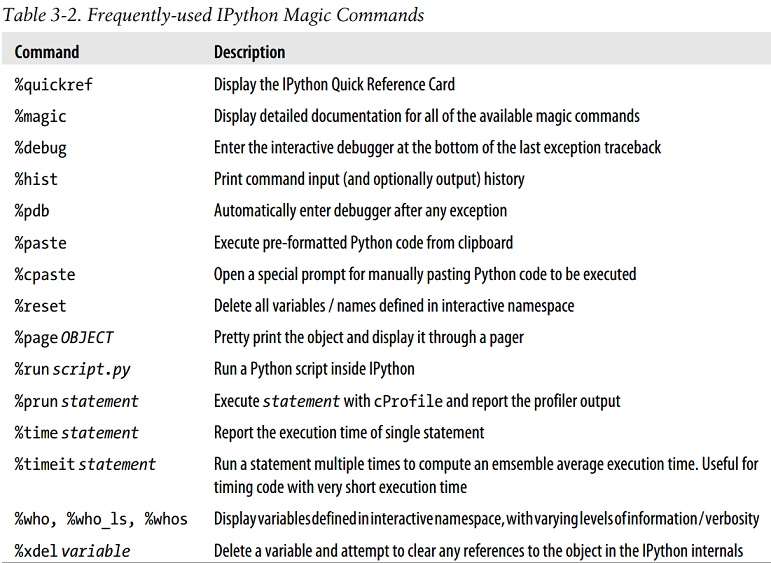 Table 3-2. Frequently-used IPython Magic Commands
Command Description
%quickref Display the IPython Quick Reference Card
%magic Display detailed documentation for all of the available magic commands
%debug Enter the interactive debugger at the bottom of the last exception traceback
%hist Print command input (and optionally output) history
%pdb Automatically enter debugger after any exception
%paste Execute pre-formatted Python code from clipboard
%cpaste Open a special prompt for manually pasting Python code to be executed
%reset Delete all variables / names defined in interactive namespace
%page OBJECT Pretty print the object and display it through a pager
%run script.py Run a Python script inside IPython
%prun statement Execute statement with cProfile and report the profiler output
%time statement Report the execution time of single statement
%timeit statement Run a statement multiple times to compute an emsemble average execution time. Useful for
timing code with very short execution time
%who, %who_ls, %whos Display variables defined in interactive namespace, with varying levels of information / verbosity
%xdel variable Delete a variable and attempt to clear any references to the object in the IPython internals